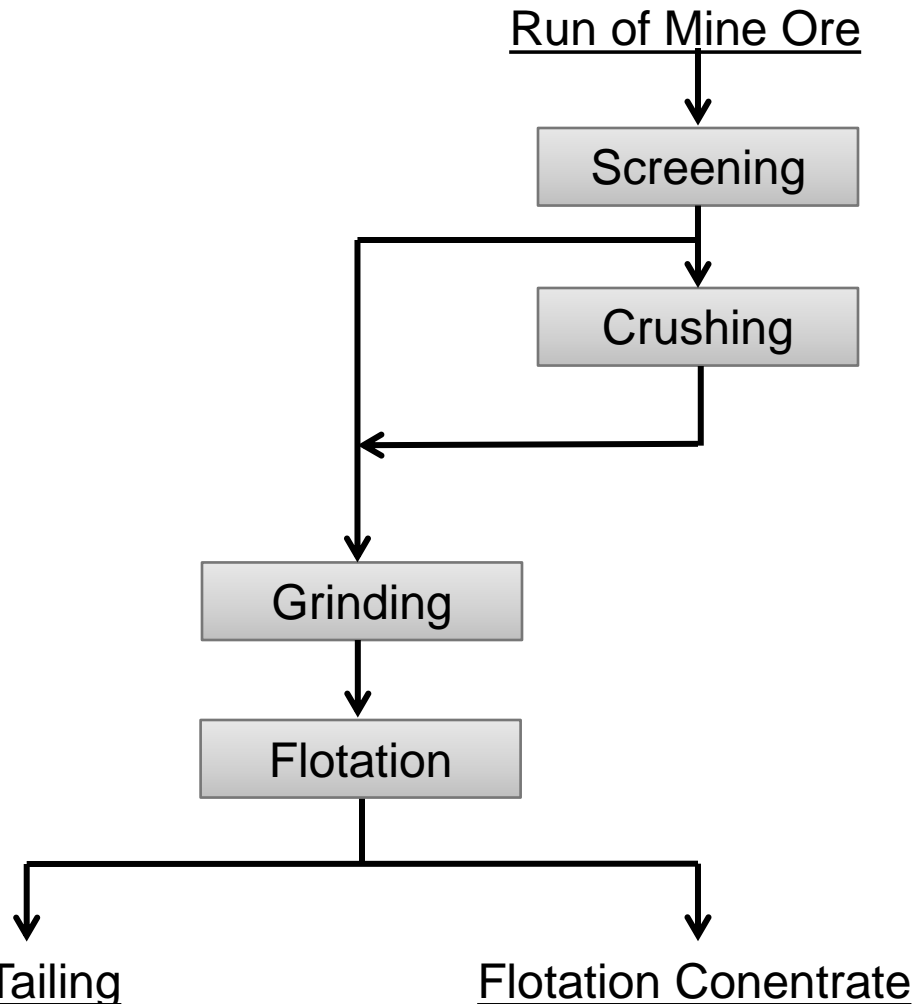 Run of Mine Ore
Screening
Crushing
Grinding
Flotation
Tailing
Flotation Conentrate